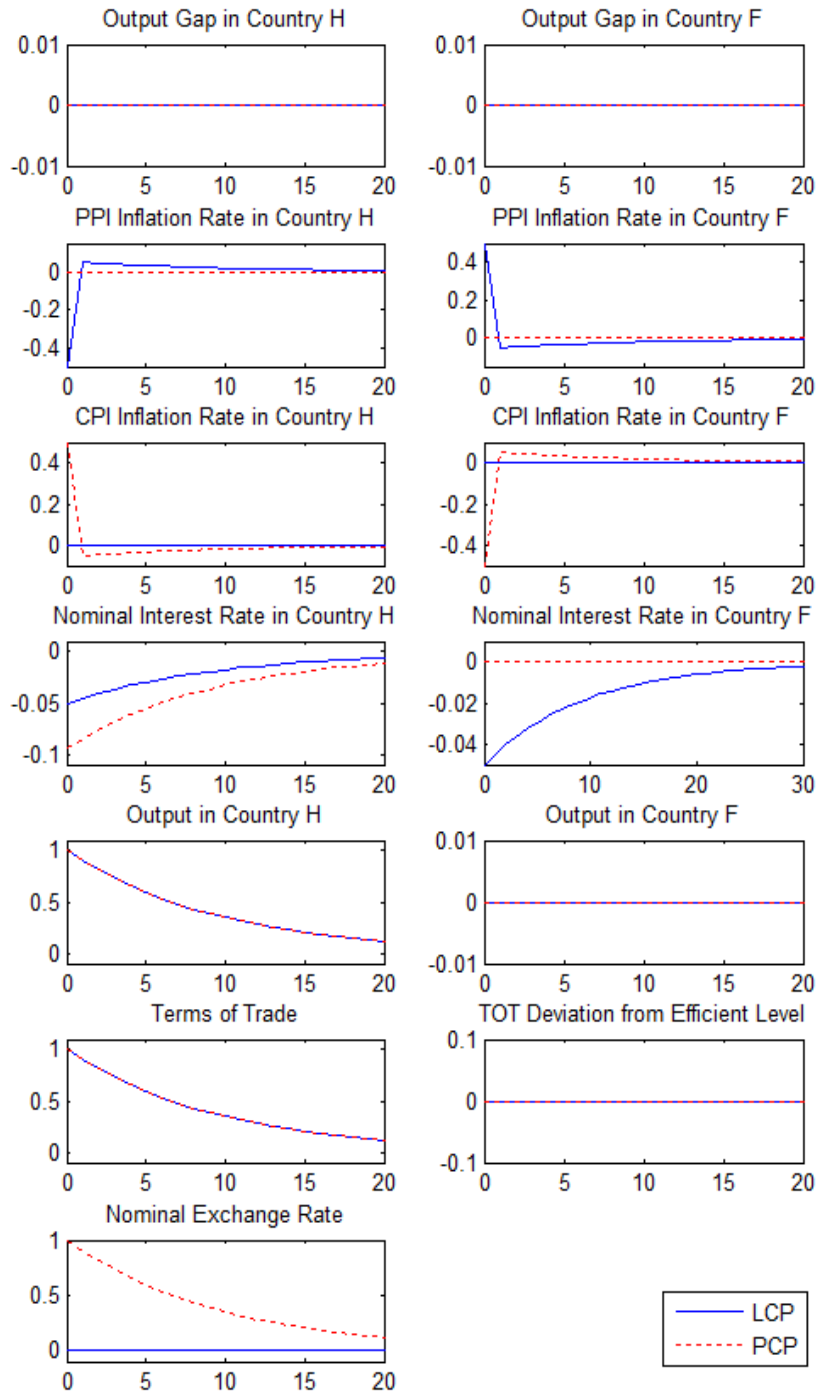 Output Gap in Country H
Output Gap in Country F
0.01
0
-0.01
0 5 10 15 20
0.01
0
-0.01
0 5 10 15 20
PPI Inflation Rate in Country H
PPI Inflation Rate in Country F
0
-0.2
-0.4
0 5 10 15 20
0.4
0.2
0
0 5 10 15 20
CPI Inflation Rate in Country H
CPI Inflation Rate in Country F
0.4
0.2
0
0 5 10 15 20
0
-0.2
-0.4
0 5 10 15 20
Nominal Interest Rate in Country H
Nominal Interest Rate in Country F
0
-0.05
-0.1
0 5 10 15 20
0
-0.02
-0.04
0 10 20 30
Output in Country H
Output in Country F
1
0.5
0
0 5 10 15 20
0.01
0
-0.01
0 5 10 15 20
Terms of Trade
TOT Deviation from Efficient Level
1
0.5
0
0 5 10 15 20
0.1
0
-0.1
0 5 10 15 20
Nominal Exchange Rate
1
0.5
0
0 5 10 15 20
LCP
PCP